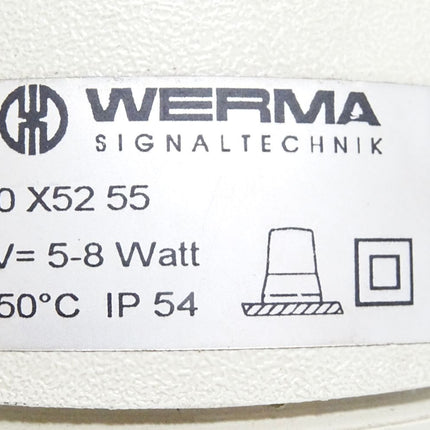 WERMA
SIGNALTECHNIK
0 X52 55
V= 5-8 Watt
50°C IP 54